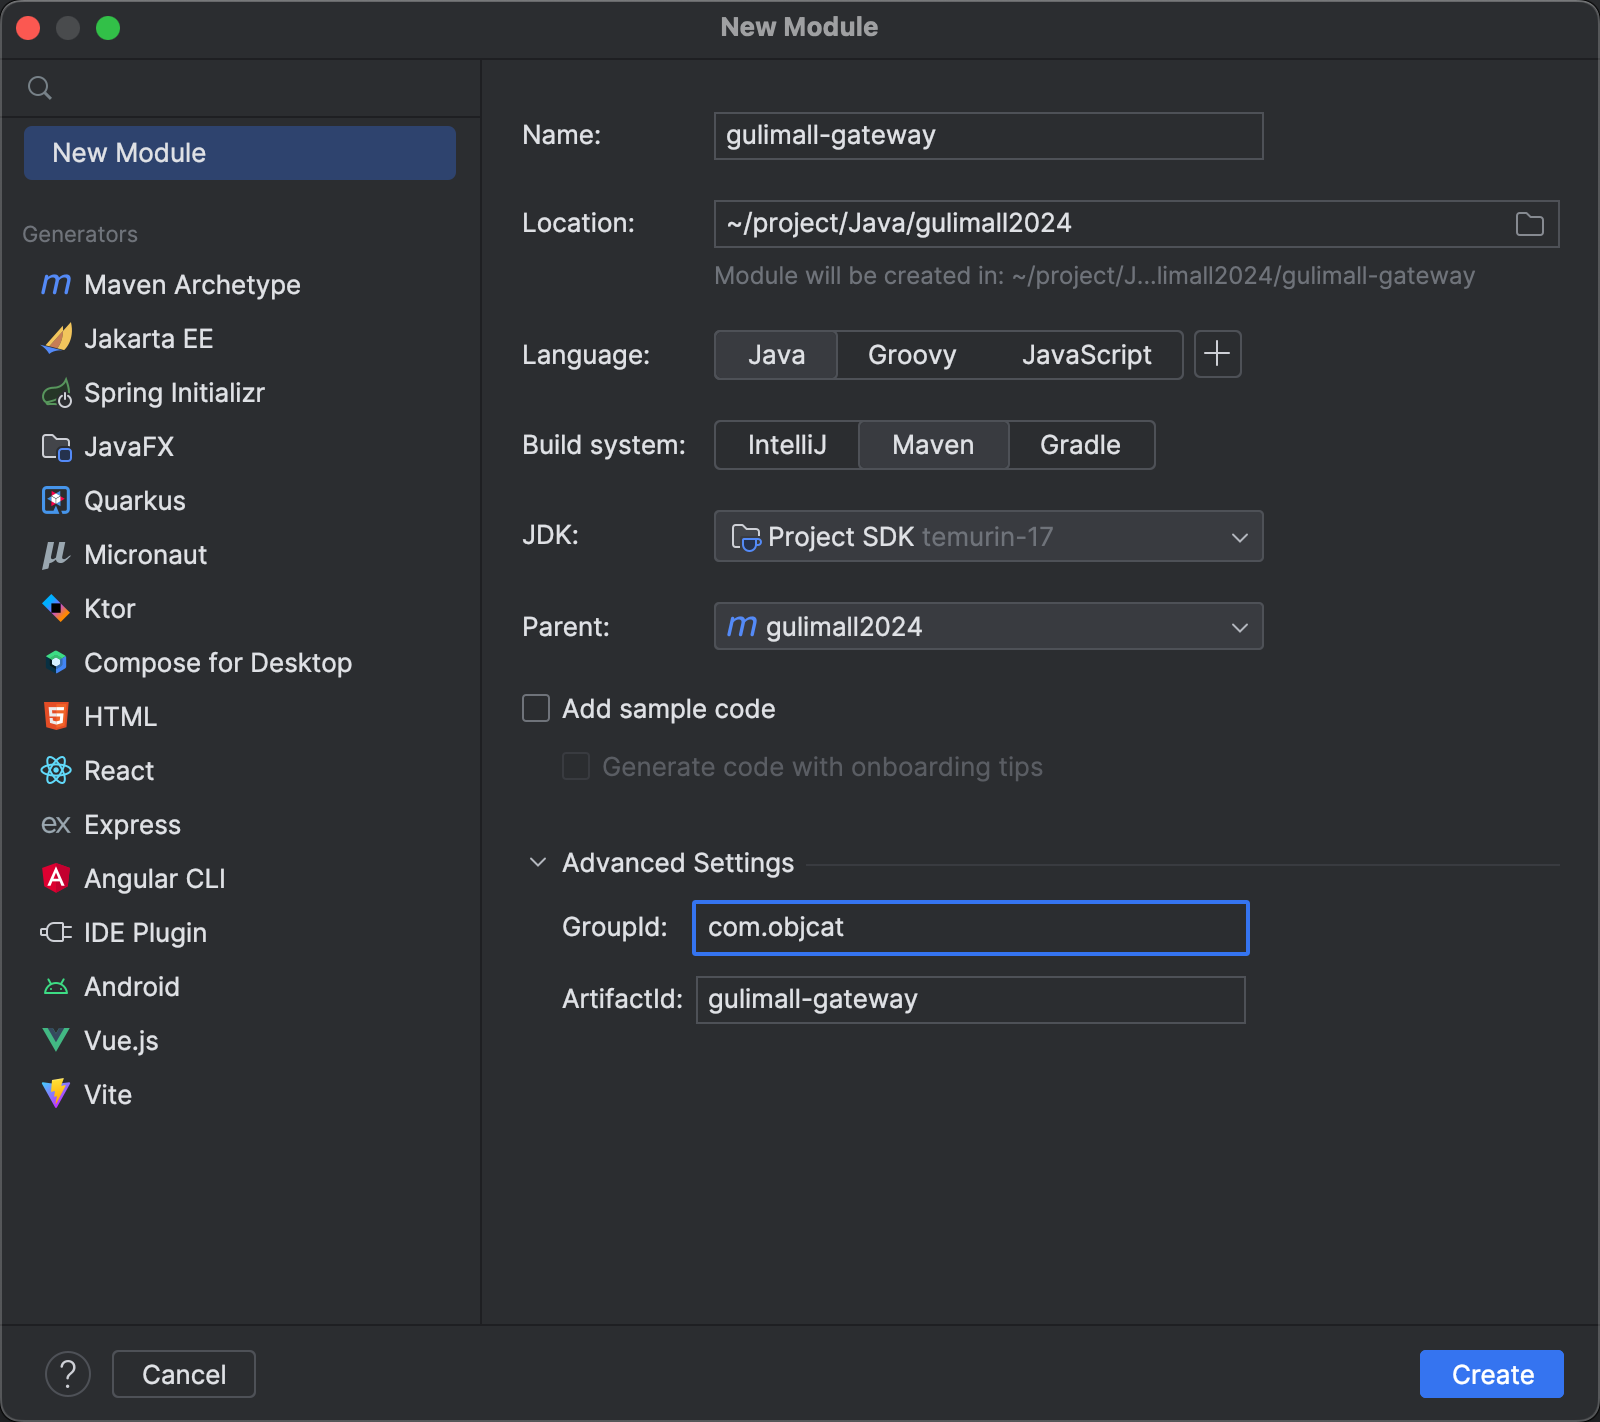 New Module
New Module
Generators
m Maven Archetype
Jakarta EE
Spring Initializr
JavaFX
Quarkus
μ Micronaut
Ktor
Compose for Desktop
5 HTML
React
ex Express
A Angular CLI
IDE Plugin
Android
Vue.js
Vite
Name: gulimall-gateway
Location: ~/project/Java/gulimall2024
Module will be created in: ~/project/J...limall2024/gulimall-gateway
Language: Java Groovy JavaScript +
Build system: IntelliJ Maven Gradle
JDK: Project SDK temurin-17
Parent: m gulimall2024
Add sample code
Generate code with onboarding tips
Advanced Settings
GroupId: com.objcat
ArtifactId: gulimall-gateway
? Cancel Create